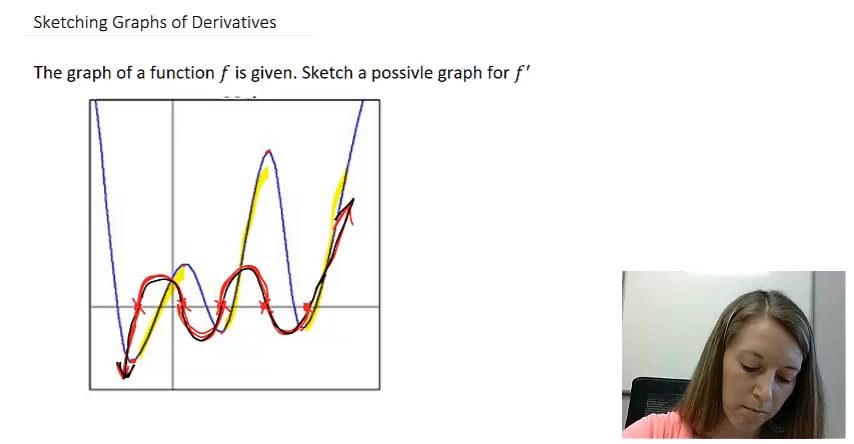 Sketching Graphs of Derivatives
The graph of a function f is given. Sketch a possivle graph for f′